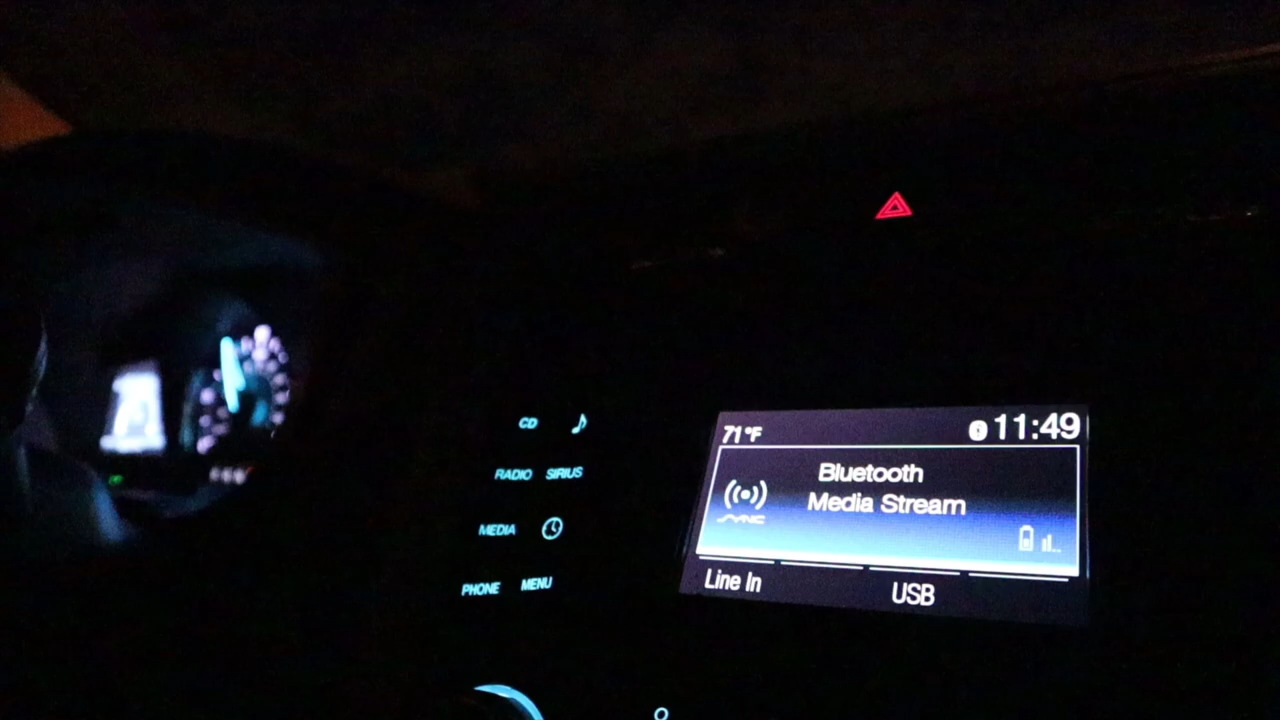 71°F 11:49
Bluetooth
Media Stream
SYNC
Line In USB
CD
RADIO SIRIUS
MEDIA
PHONE MENU